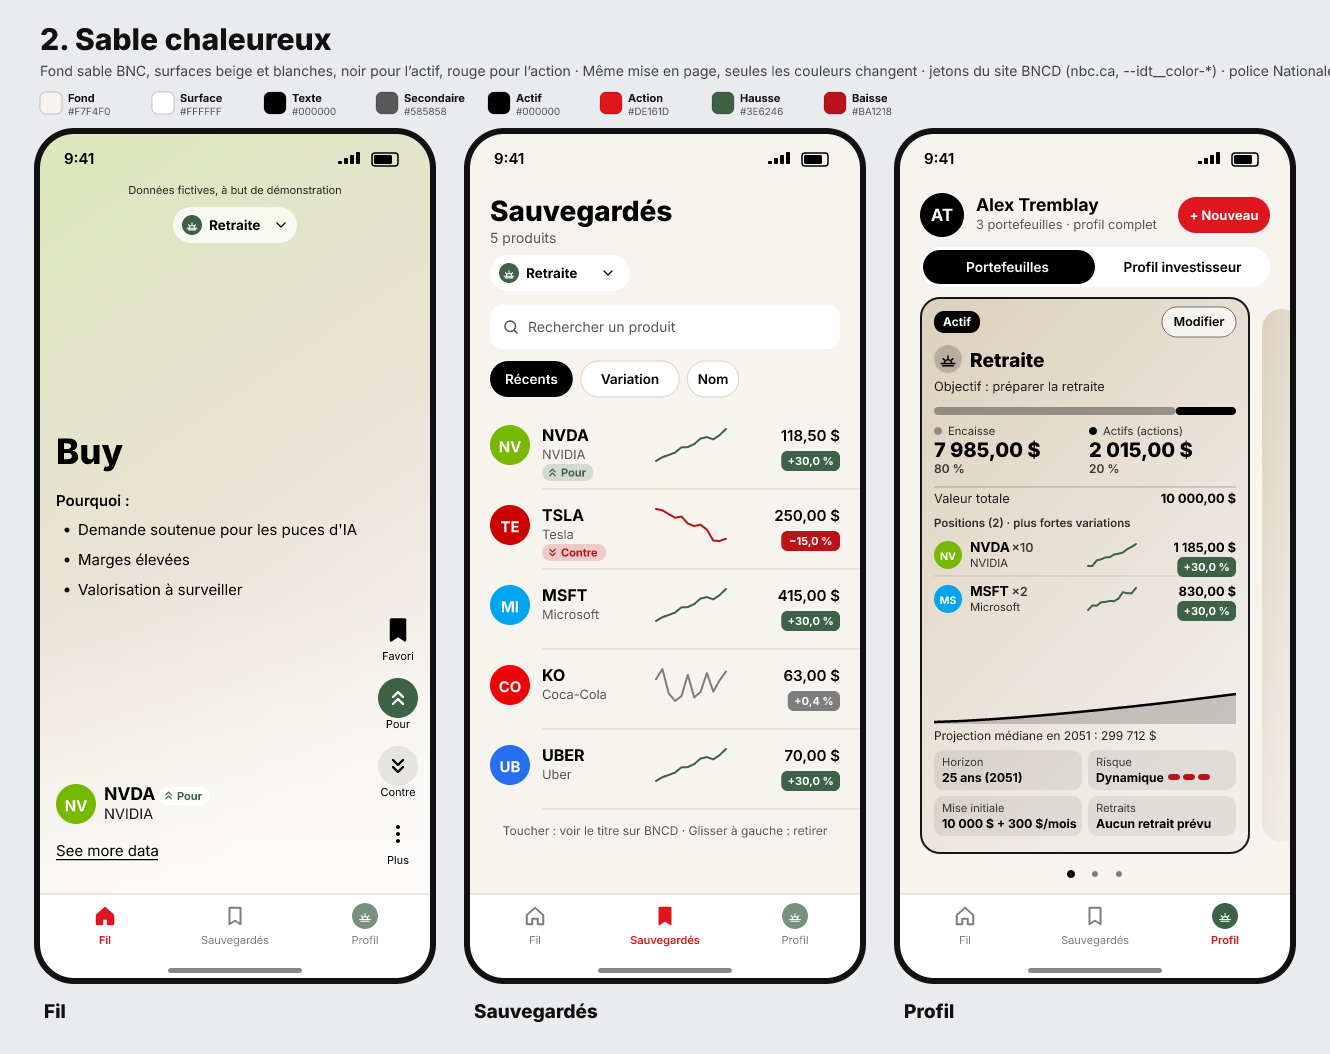 2. Sable chaleureux
Fond sable BNC, surfaces beige et blanches, noir pour l'actif, rouge pour l'action · Même mise en page, seules les couleurs changent · jetons du site BNCD (nbc.ca, --idt__color-*) · police Nationale
Fond
#F7F4F0
Surface
#FFFFFF
Texte
#000000
Secondaire
#585858
Actif
#000000
Action
#DE161D
Hausse
#3E6246
Baisse
#BA1218
9:41
Données fictives, à but de démonstration
Retraite
Buy
Pourquoi :
• Demande soutenue pour les puces d'IA
• Marges élevées
• Valorisation à surveiller
Favori
Pour
Contre
Plus
NV
NVDA
Pour
NVIDIA
See more data
Fil
Sauvegardés
Profil
Fil
9:41
Sauvegardés
5 produits
Retraite
Rechercher un produit
Récents
Variation
Nom
NV
NVDA
NVIDIA
Pour
118,50 $
+30,0 %
TE
TSLA
Tesla
Contre
250,00 $
−15,0 %
MI
MSFT
Microsoft
415,00 $
+30,0 %
CO
KO
Coca-Cola
63,00 $
+0,4 %
UB
UBER
Uber
70,00 $
+30,0 %
Toucher : voir le titre sur BNCD · Glisser à gauche : retirer
Fil
Sauvegardés
Profil
Sauvegardés
9:41
AT
Alex Tremblay
3 portefeuilles · profil complet
+ Nouveau
Portefeuilles
Profil investisseur
Actif
Modifier
Retraite
Objectif : préparer la retraite
Encaisse
7 985,00 $
80 %
Actifs (actions)
2 015,00 $
20 %
Valeur totale
10 000,00 $
Positions (2) · plus fortes variations
NV
NVDA ×10
NVIDIA
1 185,00 $
+30,0 %
MS
MSFT ×2
Microsoft
830,00 $
+30,0 %
Projection médiane en 2051 : 299 712 $
Horizon
25 ans (2051)
Risque
Dynamique
Mise initiale
10 000 $ + 300 $/mois
Retraits
Aucun retrait prévu
Fil
Sauvegardés
Profil
Profil